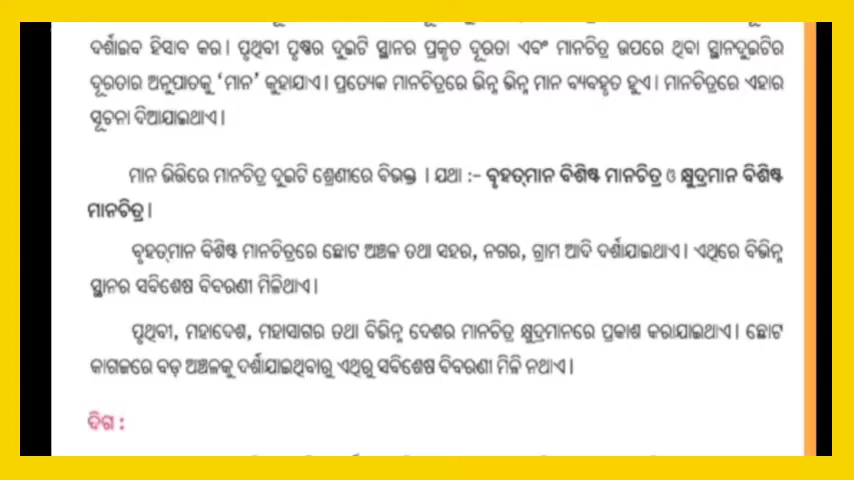 ଦର୍ଶାଇବ ହିସାବ କର। ପୃଥିବୀ ପୃଷ୍ଠର ଦୁଇଟି ସ୍ଥାନର ପ୍ରକୃତ ଦୂରତା ଏବଂ ମାନଚିତ୍ର ଉପରେ ଥିବା ସ୍ଥାନଦୁଇଟିର
ଦୂରତାର ଅନୁପାତକୁ ‘ମାନ’ କୁହାଯାଏ। ପ୍ରତ୍ୟେକ ମାନଚିତ୍ରରେ ଭିନ୍ନ ଭିନ୍ନ ମାନ ବ୍ୟବହୃତ ହୁଏ। ମାନଚିତ୍ରରେ ଏହାର
ସୂଚନା ଦିଆଯାଇଥାଏ।
ମାନ ଭିତ୍ତିରେ ମାନଚିତ୍ର ଦୁଇଟି ଶ୍ରେଣୀରେ ବିଭକ୍ତ । ଯଥା :- ବୃହତ୍‌ମାନ ବିଶିଷ୍ଟ ମାନଚିତ୍ର ଓ କ୍ଷୁଦ୍ରମାନ ବିଶିଷ୍ଟ
ମାନଚିତ୍ର।
ବୃହତ୍‌ମାନ ବିଶିଷ୍ଟ ମାନଚିତ୍ରରେ ଛୋଟ ଅଞ୍ଚଳ ତଥା ସହର, ନଗର, ଗ୍ରାମ ଆଦି ଦର୍ଶାଯାଇଥାଏ। ଏଥିରେ ବିଭିନ୍ନ
ସ୍ଥାନର ସବିଶେଷ ବିବରଣୀ ମିଳିଥାଏ।
ପୃଥିବୀ, ମହାଦେଶ, ମହାସାଗର ତଥା ବିଭିନ୍ନ ଦେଶର ମାନଚିତ୍ର କ୍ଷୁଦ୍ରମାନରେ ପ୍ରକାଶ କରାଯାଇଥାଏ। ଛୋଟ
କାଗଜରେ ବଡ଼ ଅଞ୍ଚଳକୁ ଦର୍ଶାଯାଇଥିବାରୁ ଏଥିରୁ ସବିଶେଷ ବିବରଣୀ ମିଳି ନଥାଏ।
ଦିଗ :